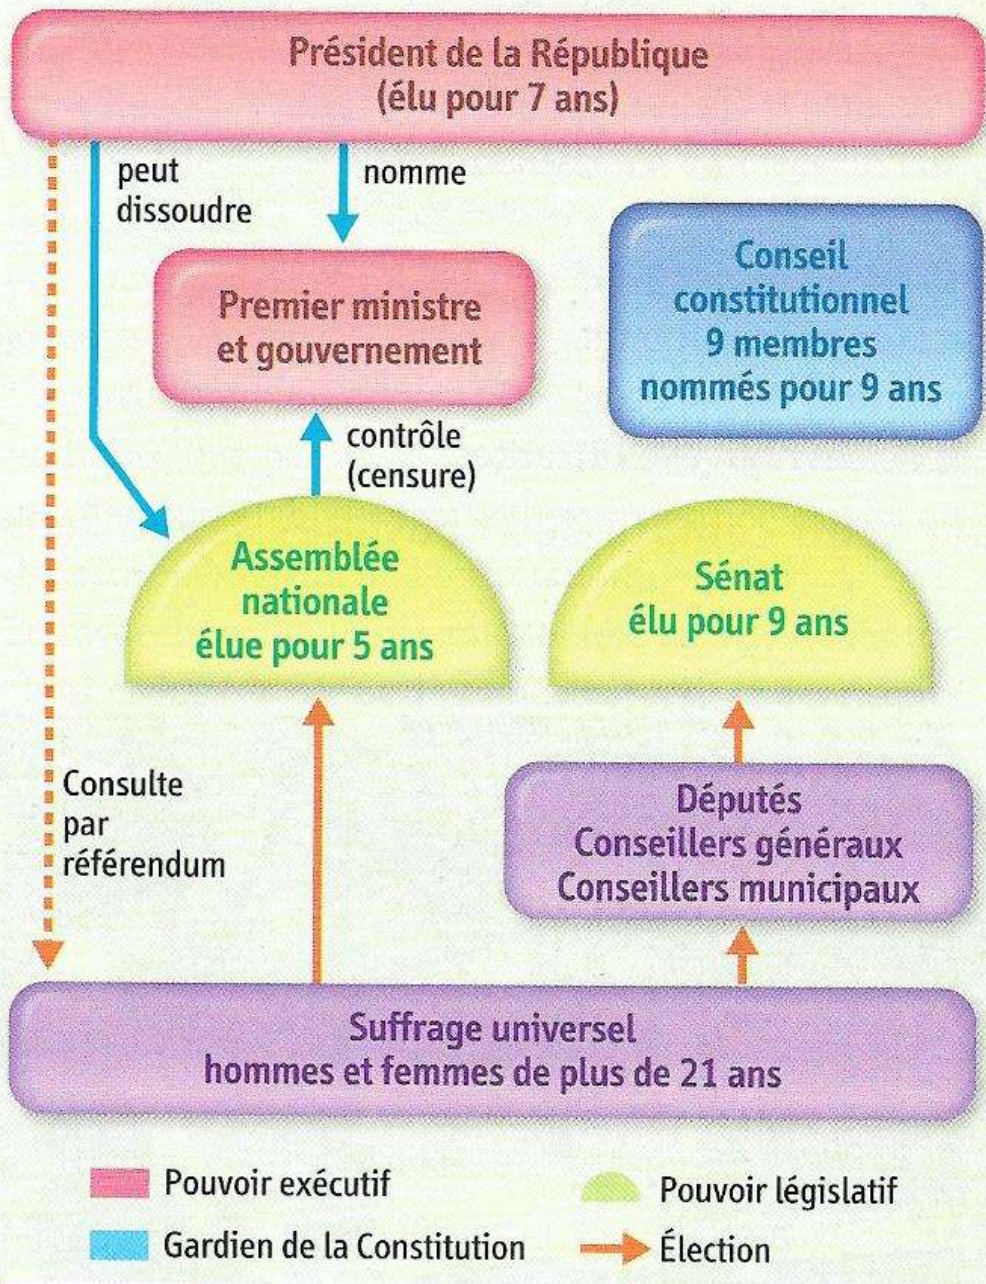 Président de la République
(élu pour 7 ans)
peut
dissoudre
nomme
Premier ministre
et gouvernement
Conseil
constitutionnel
9 membres
nommés pour 9 ans
contrôle
(censure)
Assemblée
nationale
élue pour 5 ans
Sénat
élu pour 9 ans
Consulte
par
référendum
Députés
Conseillers généraux
Conseillers municipaux
Suffrage universel
hommes et femmes de plus de 21 ans
Pouvoir exécutif
Pouvoir législatif
Gardien de la Constitution
Élection